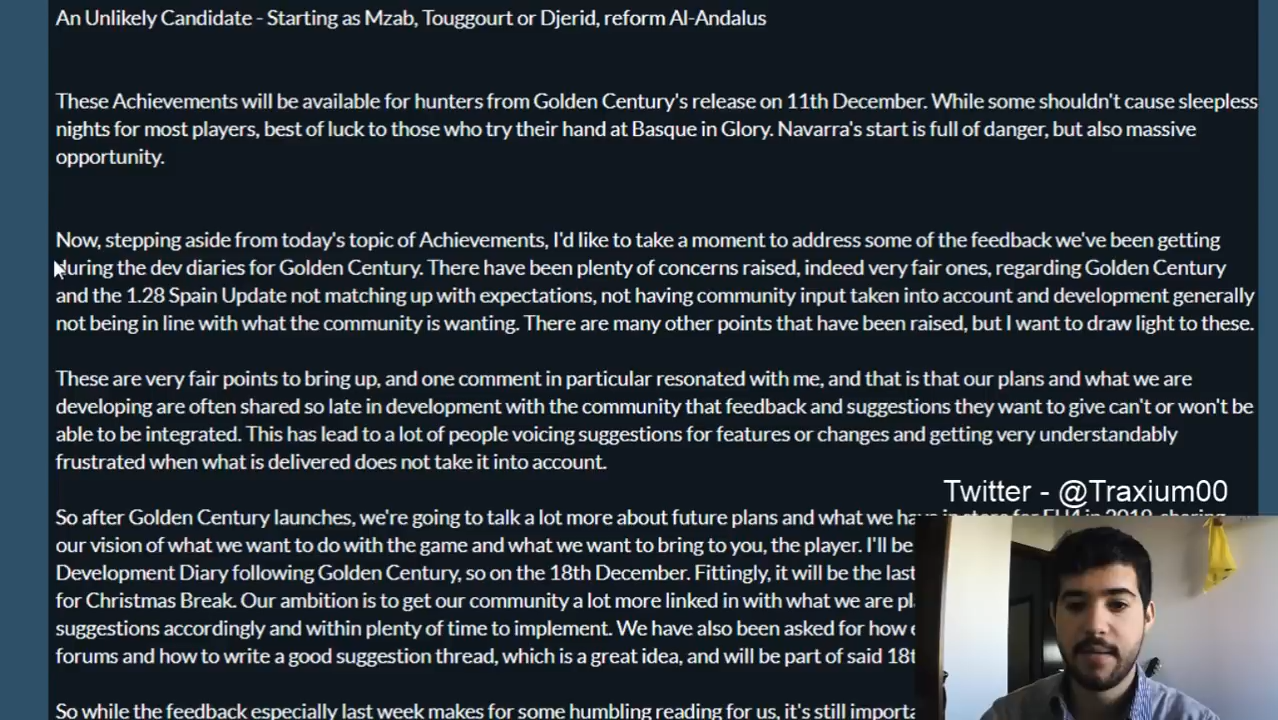 An Unlikely Candidate - Starting as Mzab, Touggourt or Djerid, reform Al-Andalus
These Achievements will be available for hunters from Golden Century's release on 11th December. While some shouldn't cause sleepless
nights for most players, best of luck to those who try their hand at Basque in Glory. Navarra's start is full of danger, but also massive
opportunity.
Now, stepping aside from today's topic of Achievements, I'd like to take a moment to address some of the feedback we've been getting
during the dev diaries for Golden Century. There have been plenty of concerns raised, indeed very fair ones, regarding Golden Century
and the 1.28 Spain Update not matching up with expectations, not having community input taken into account and development generally
not being in line with what the community is wanting. There are many other points that have been raised, but I want to draw light to these.
These are very fair points to bring up, and one comment in particular resonated with me, and that is that our plans and what we are
developing are often shared so late in development with the community that feedback and suggestions they want to give can't or won't be
able to be integrated. This has lead to a lot of people voicing suggestions for features or changes and getting very understandably
frustrated when what is delivered does not take it into account.
Twitter - @Traxium00
So after Golden Century launches, we're going to talk a lot more about future plans and what we have in store for EU4 in 2019, sharing
our vision of what we want to do with the game and what we want to bring to you, the player. I'll be
Development Diary following Golden Century, so on the 18th December. Fittingly, it will be the last
for Christmas Break. Our ambition is to get our community a lot more linked in with what we are
suggestions accordingly and within plenty of time to implement. We have also been asked for how
forums and how to write a good suggestion thread, which is a great idea, and will be part of said
So while the feedback especially last week makes for some humbling reading for us, it's still